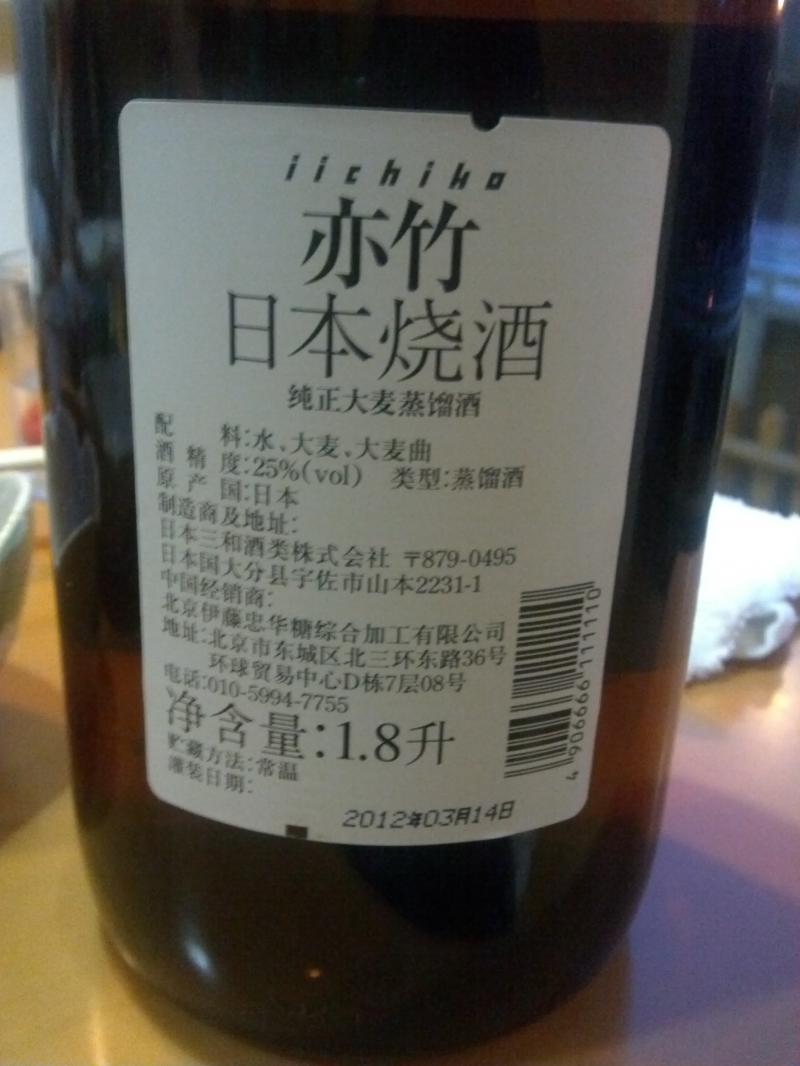 iichiko
亦竹
日本烧酒
纯正大麦蒸馏酒
配 料:水、大麦、大麦曲
酒 精 度:25%(vol) 类型:蒸馏酒
原 产 国:日本
制造商及地址:
日本三和酒类株式会社 〒879-0495
日本国大分县宇佐市山本2231-1
中国经销商:
北京伊藤忠华糖综合加工有限公司
地址:北京市东城区北三环东路36号
环球贸易中心D栋7层08号
电话:010-5994-7755
净含量:1.8升
贮藏方法:常温
灌装日期:
2012年03月14日
4 906666 111110